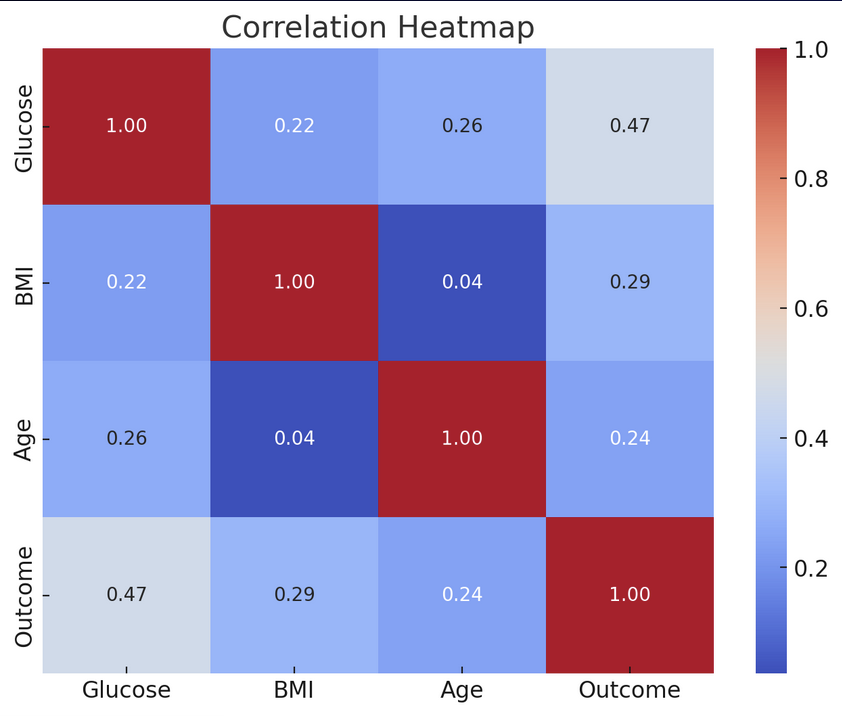 Correlation Heatmap
Glucose 1.00 0.22 0.26 0.47
BMI 0.22 1.00 0.04 0.29
Age 0.26 0.04 1.00 0.24
Outcome 0.47 0.29 0.24 1.00
Glucose BMI Age Outcome
1.0
0.8
0.6
0.4
0.2